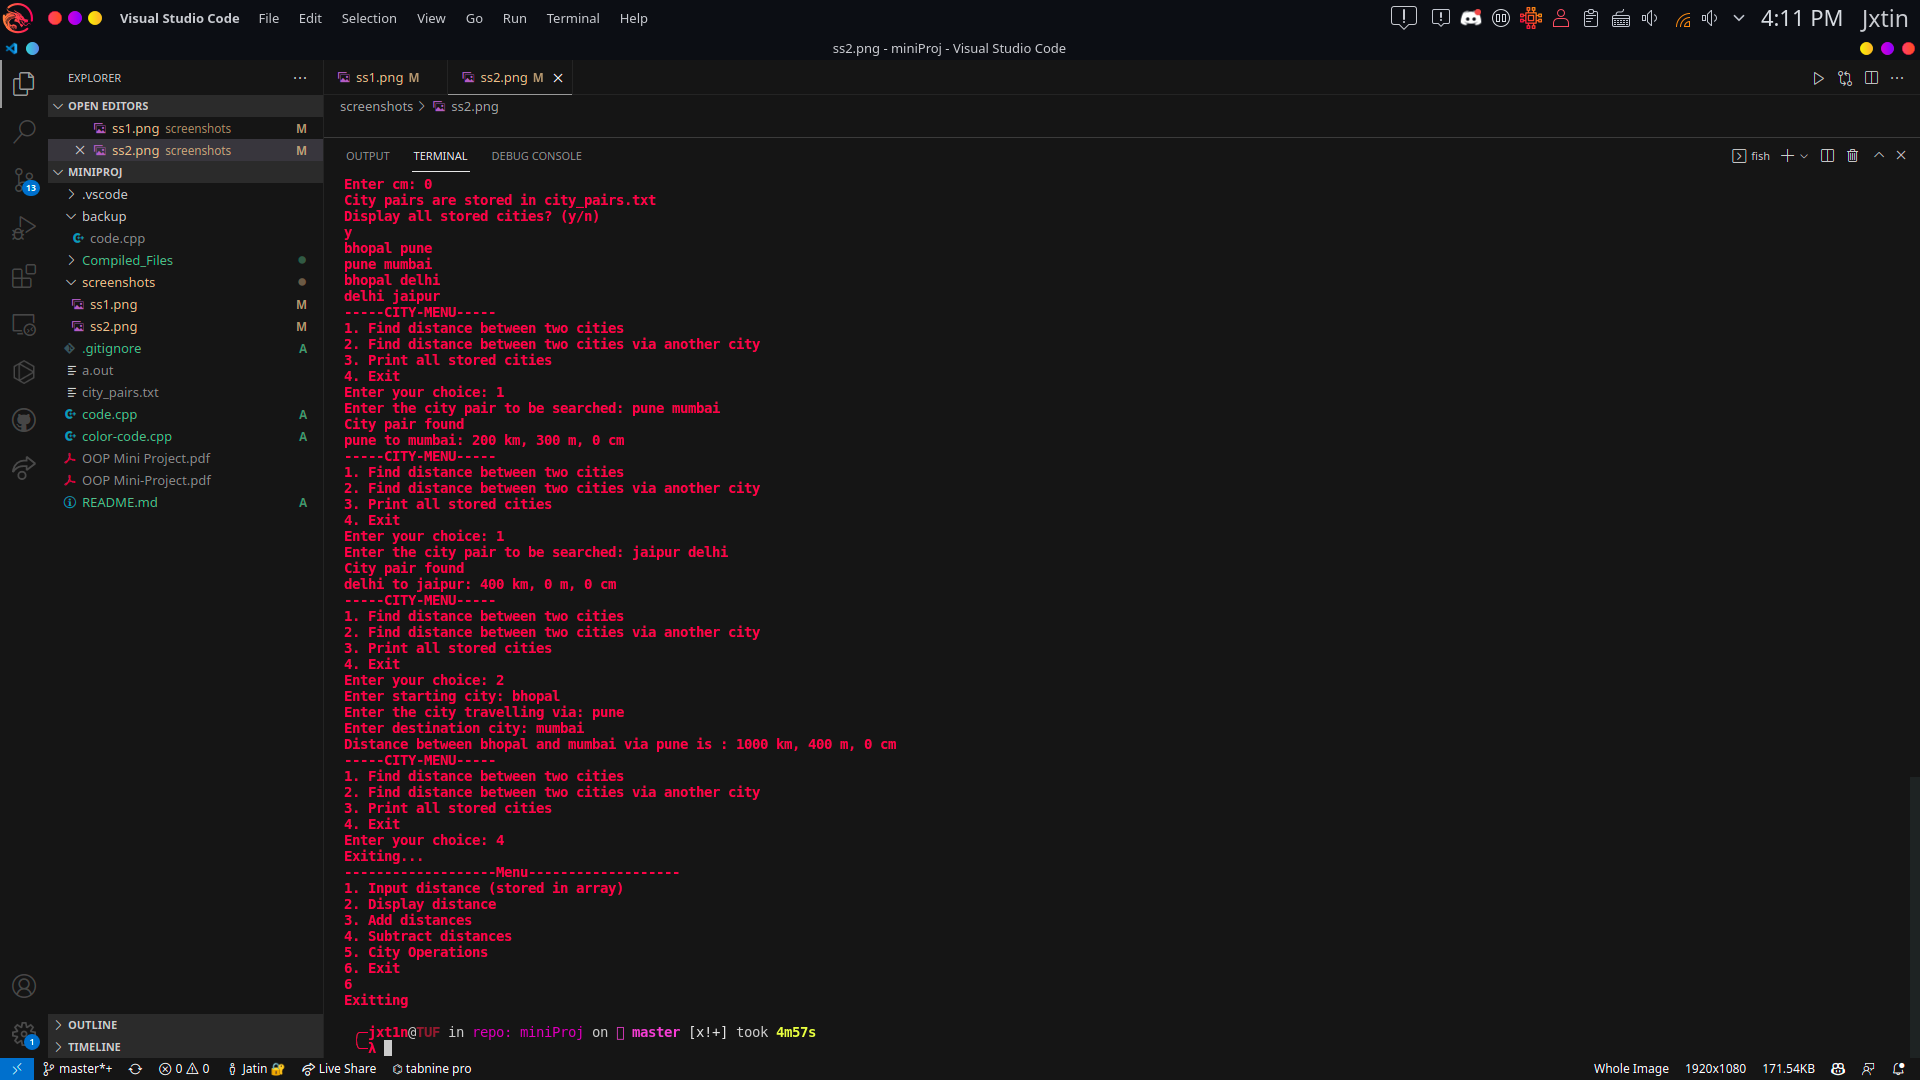 Visual Studio Code File Edit Selection View Go Run Terminal Help 4:11 PM Jxtin
ss2.png - miniProj - Visual Studio Code
EXPLORER
OPEN EDITORS
ss1.png screenshots M
ss2.png screenshots M
MINIPROJ
.vscode
backup
code.cpp
Compiled_Files
screenshots
ss1.png M
ss2.png M
.gitignore A
a.out
city_pairs.txt
code.cpp A
color-code.cpp A
OOP Mini Project.pdf
OOP Mini-Project.pdf
README.md A
13
1
OUTLINE
TIMELINE
ss1.png M ss2.png M
screenshots > ss2.png
OUTPUT TERMINAL DEBUG CONSOLE fish
Enter cm: 0
City pairs are stored in city_pairs.txt
Display all stored cities? (y/n)
y
bhopal pune
pune mumbai
bhopal delhi
delhi jaipur
-----CITY-MENU-----
1. Find distance between two cities
2. Find distance between two cities via another city
3. Print all stored cities
4. Exit
Enter your choice: 1
Enter the city pair to be searched: pune mumbai
City pair found
pune to mumbai: 200 km, 300 m, 0 cm
-----CITY-MENU-----
1. Find distance between two cities
2. Find distance between two cities via another city
3. Print all stored cities
4. Exit
Enter your choice: 1
Enter the city pair to be searched: jaipur delhi
City pair found
delhi to jaipur: 400 km, 0 m, 0 cm
-----CITY-MENU-----
1. Find distance between two cities
2. Find distance between two cities via another city
3. Print all stored cities
4. Exit
Enter your choice: 2
Enter starting city: bhopal
Enter the city travelling via: pune
Enter destination city: mumbai
Distance between bhopal and mumbai via pune is : 1000 km, 400 m, 0 cm
-----CITY-MENU-----
1. Find distance between two cities
2. Find distance between two cities via another city
3. Print all stored cities
4. Exit
Enter your choice: 4
Exiting...
-------------------Menu-------------------
1. Input distance (stored in array)
2. Display distance
3. Add distances
4. Subtract distances
5. City Operations
6. Exit
6
Exitting
jxt1n@TUF in repo: miniProj on master [x!+] took 4m57s
λ
master*+ 0 0 Jatin Live Share tabnine pro Whole Image 1920x1080 171.54KB